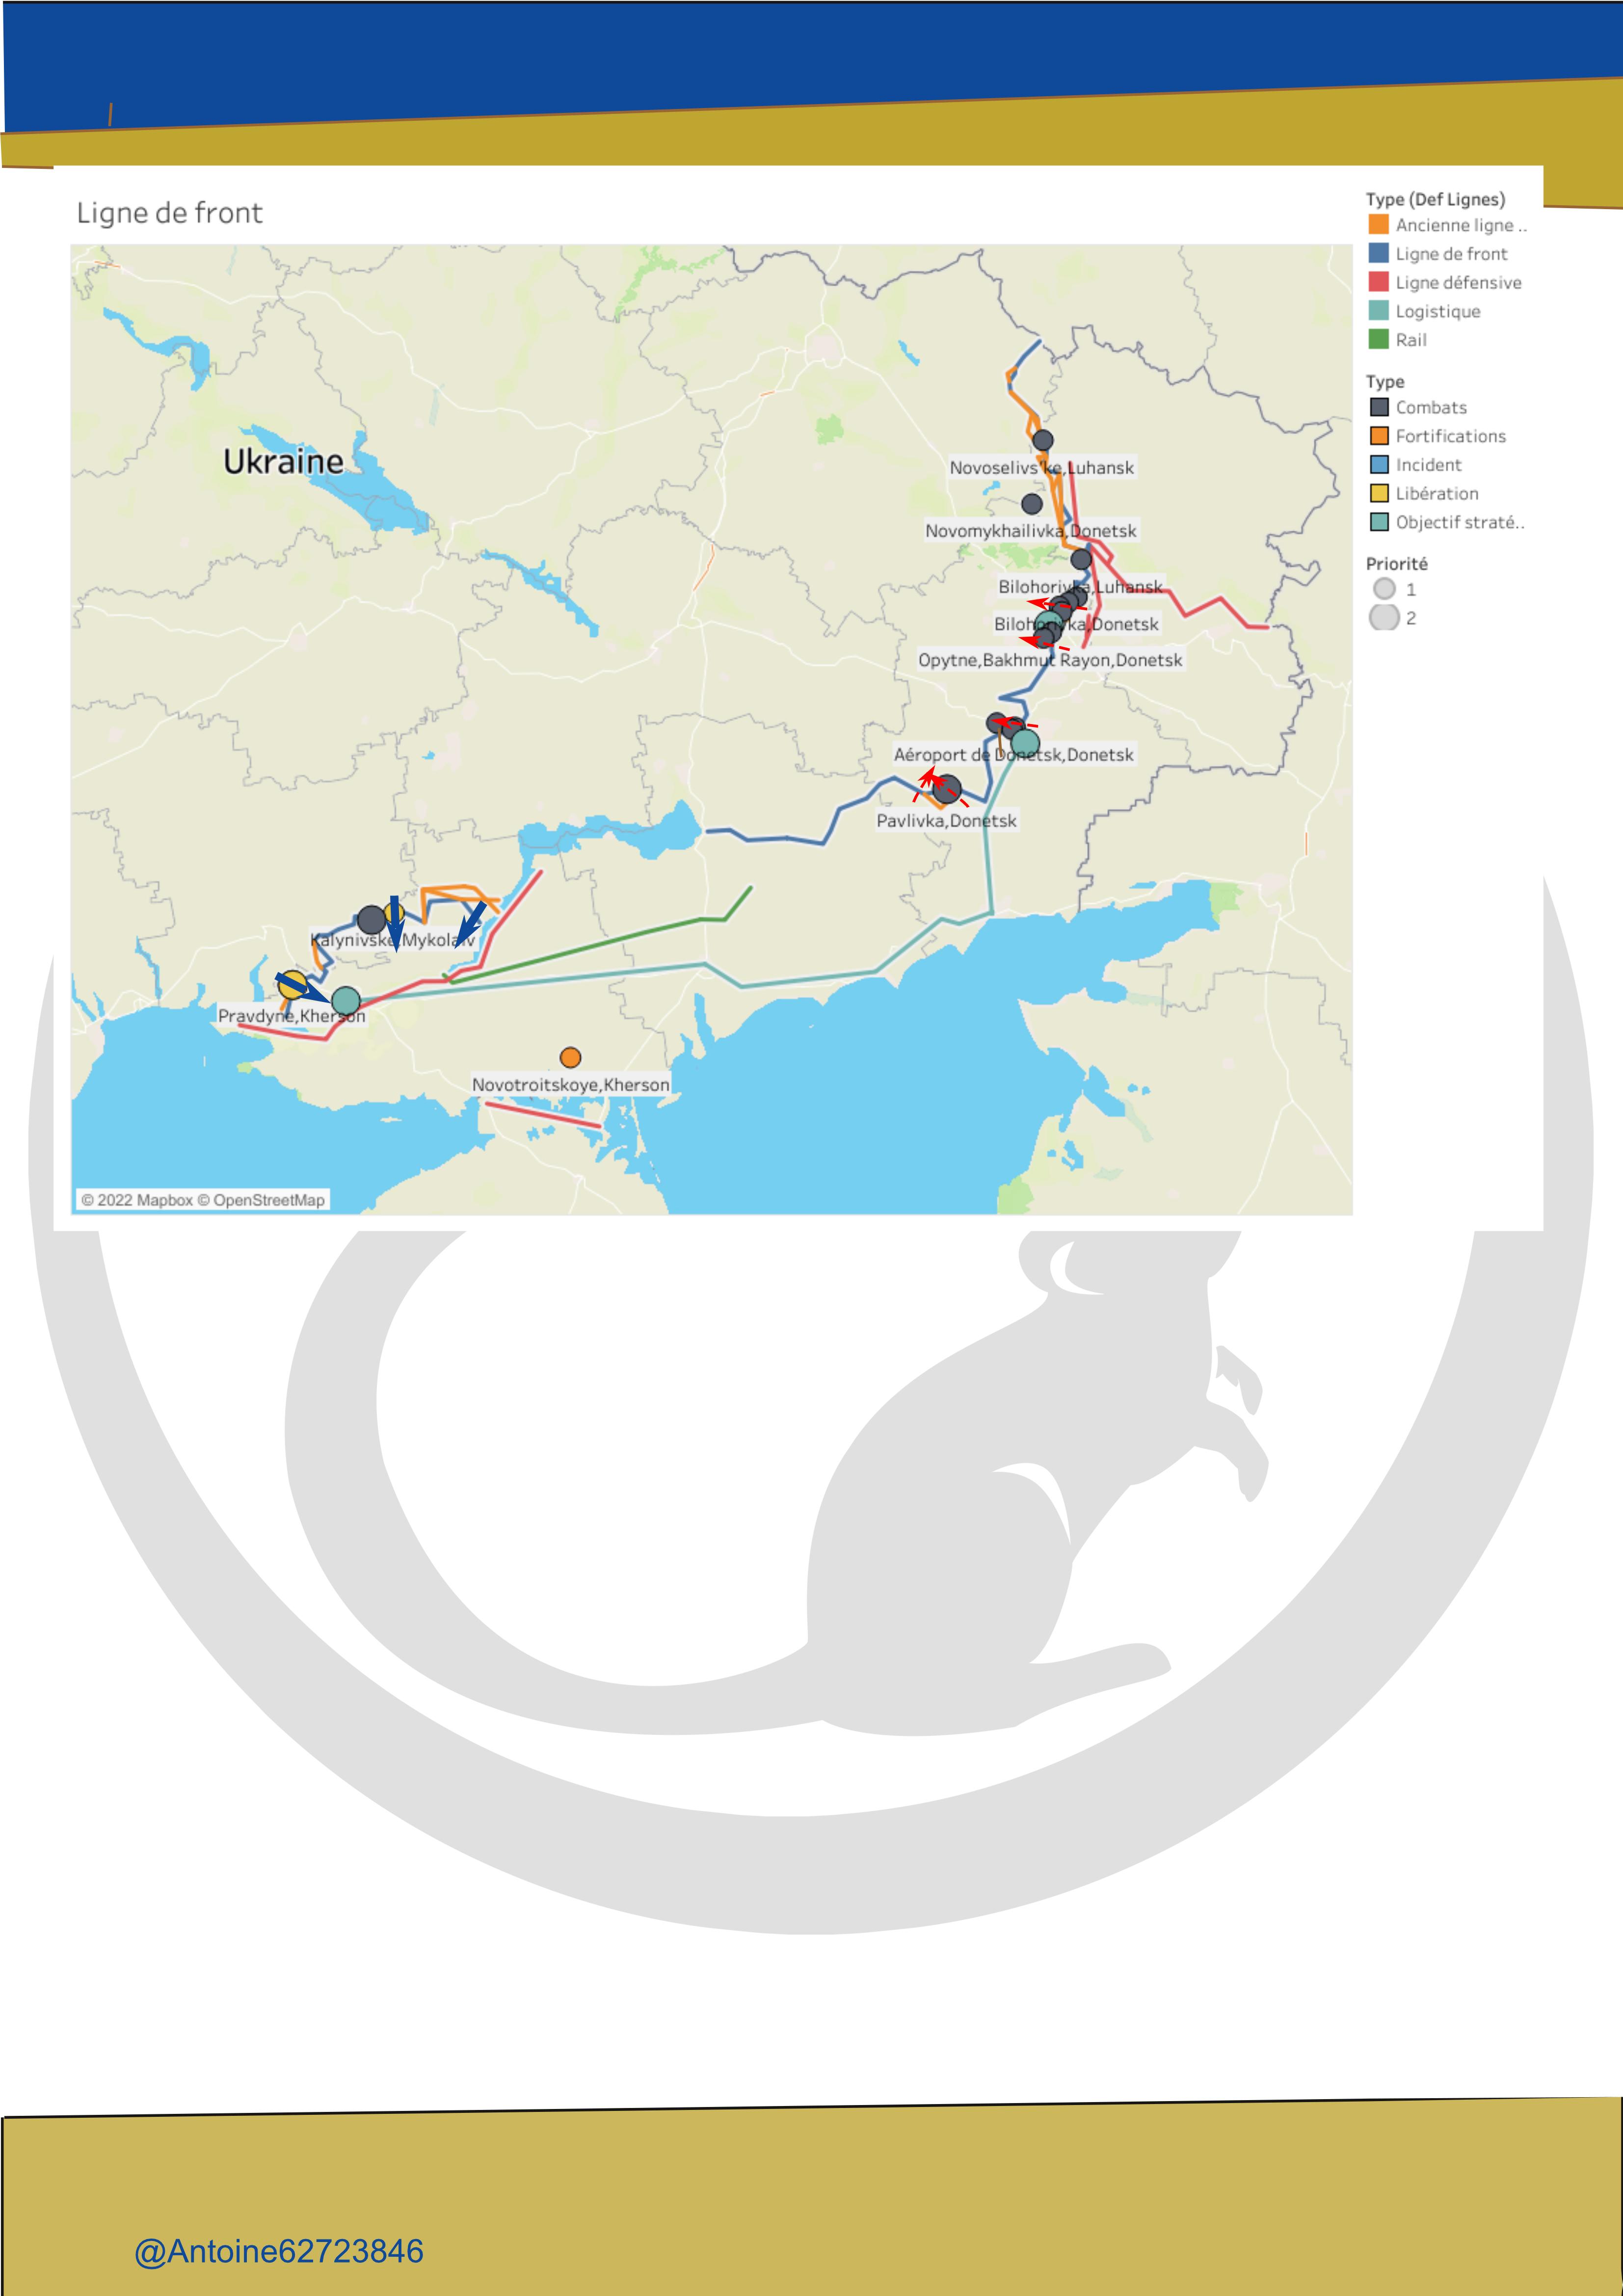 Ligne de front
Type (Def Lignes)
Ancienne ligne ..
Ligne de front
Ligne défensive
Logistique
Rail
Type
Combats
Fortifications
Incident
Libération
Objectif straté..
Priorité
1
2
Ukraine
Novoselivs'ke,Luhansk
Novomykhailivka,Donetsk
Bilohorivka,Luhansk
Bilohorivka,Donetsk
Opytne,Bakhmut Rayon,Donetsk
Aéroport de Donetsk,Donetsk
Pavlivka,Donetsk
Kalynivske,Mykolaiv
Pravdyne,Kherson
Novotroitskoye,Kherson
© 2022 Mapbox © OpenStreetMap
@Antoine62723846